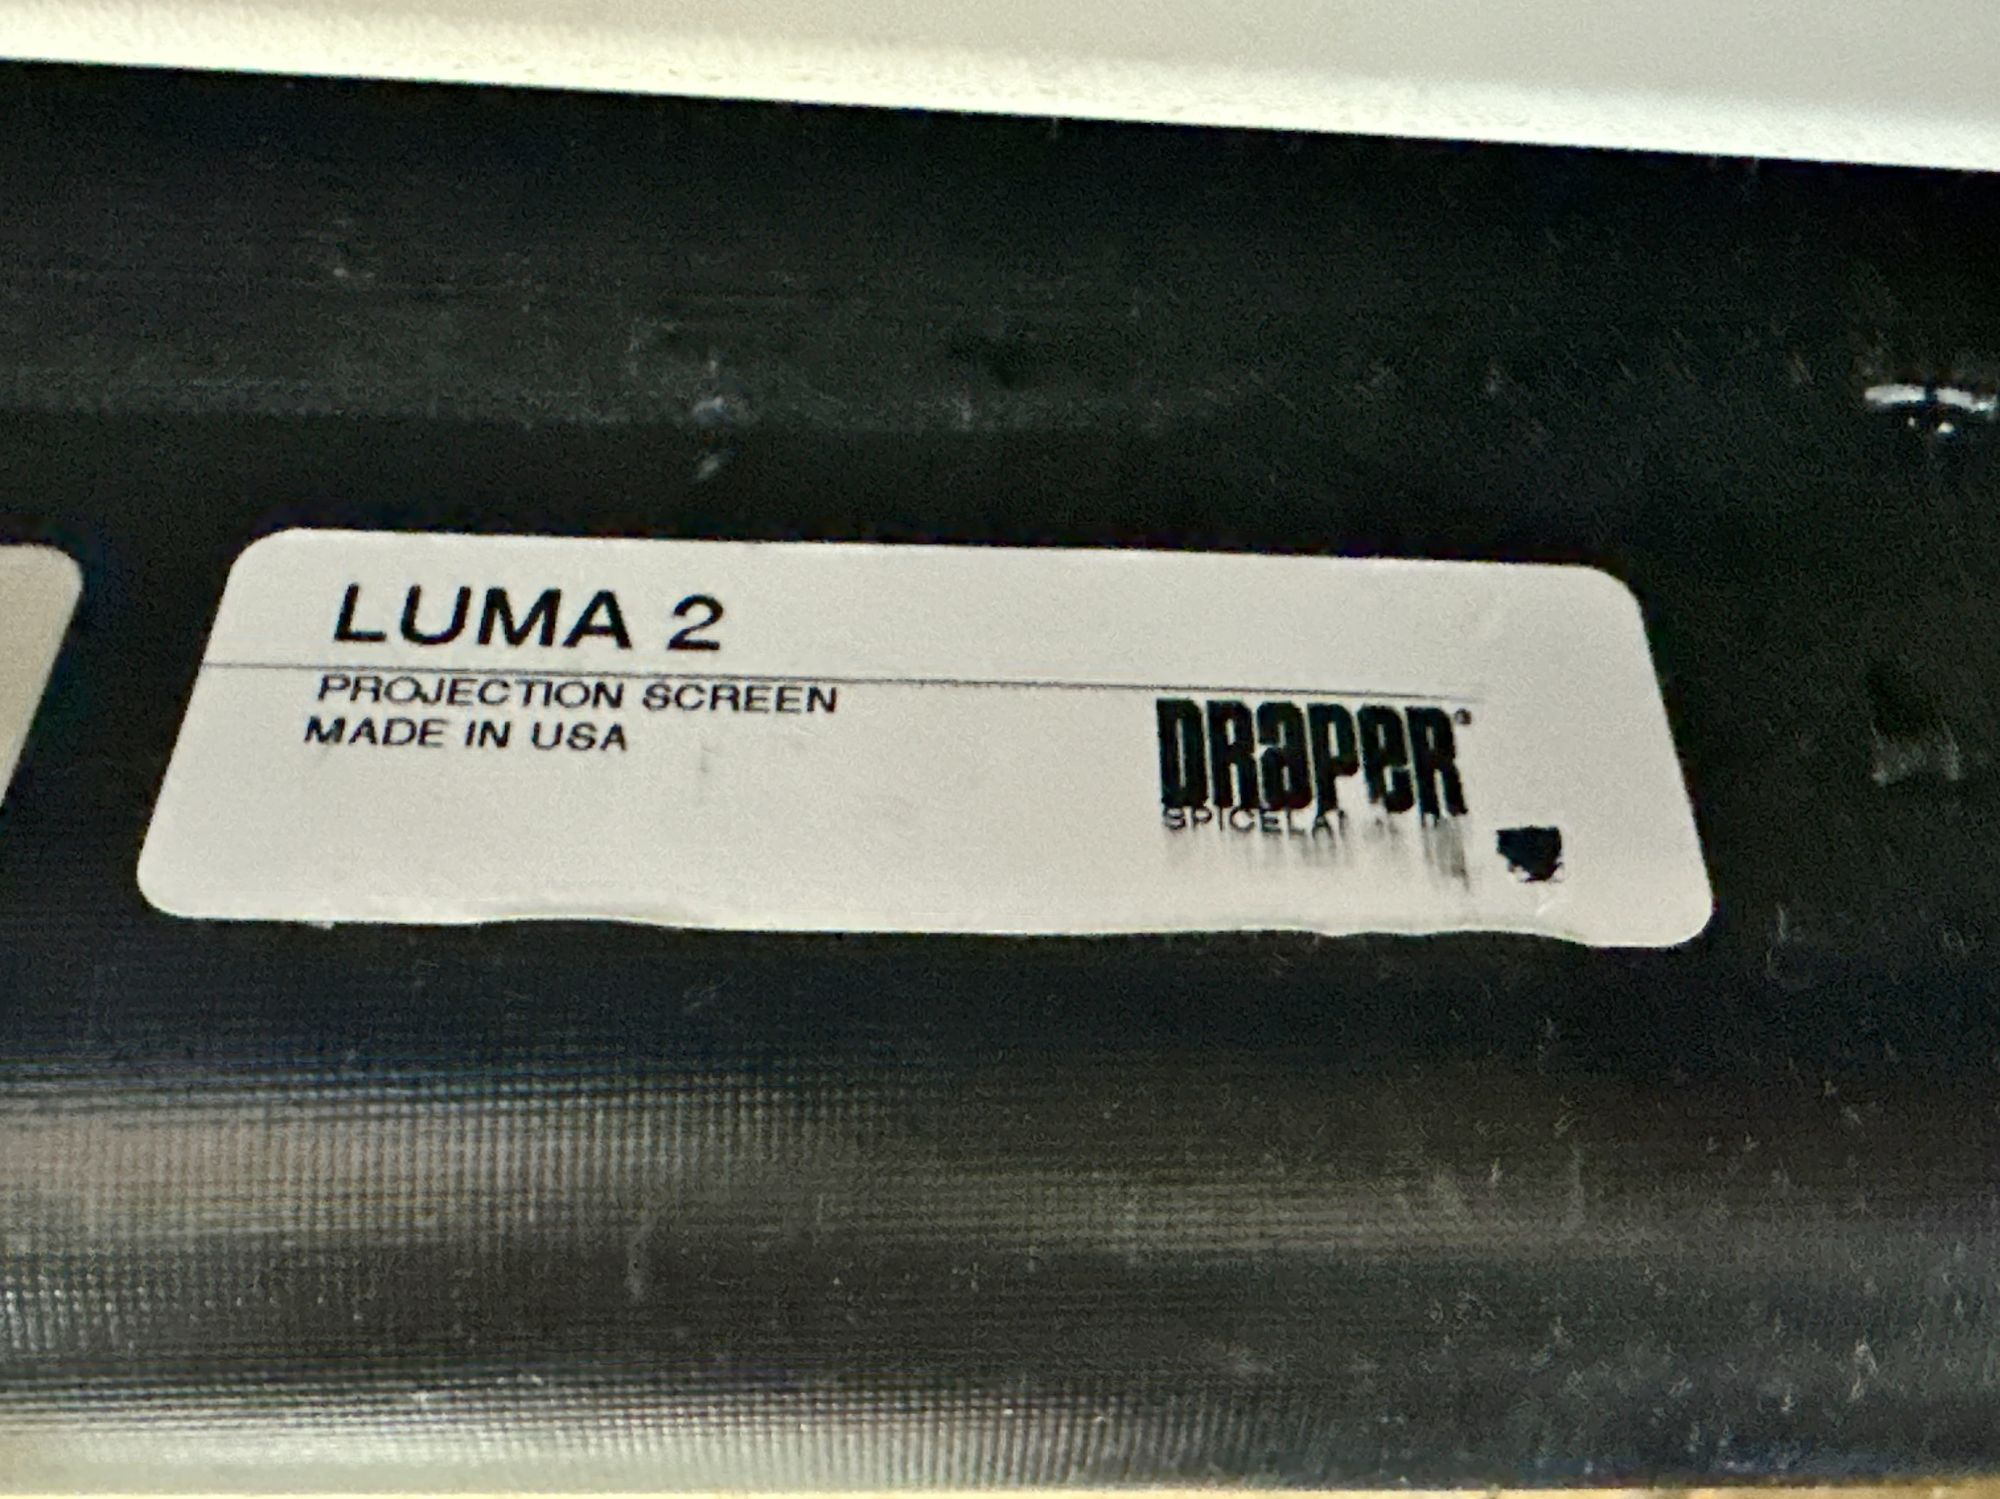 LUMA 2
PROJECTION SCREEN
MADE IN USA
DRAPER®